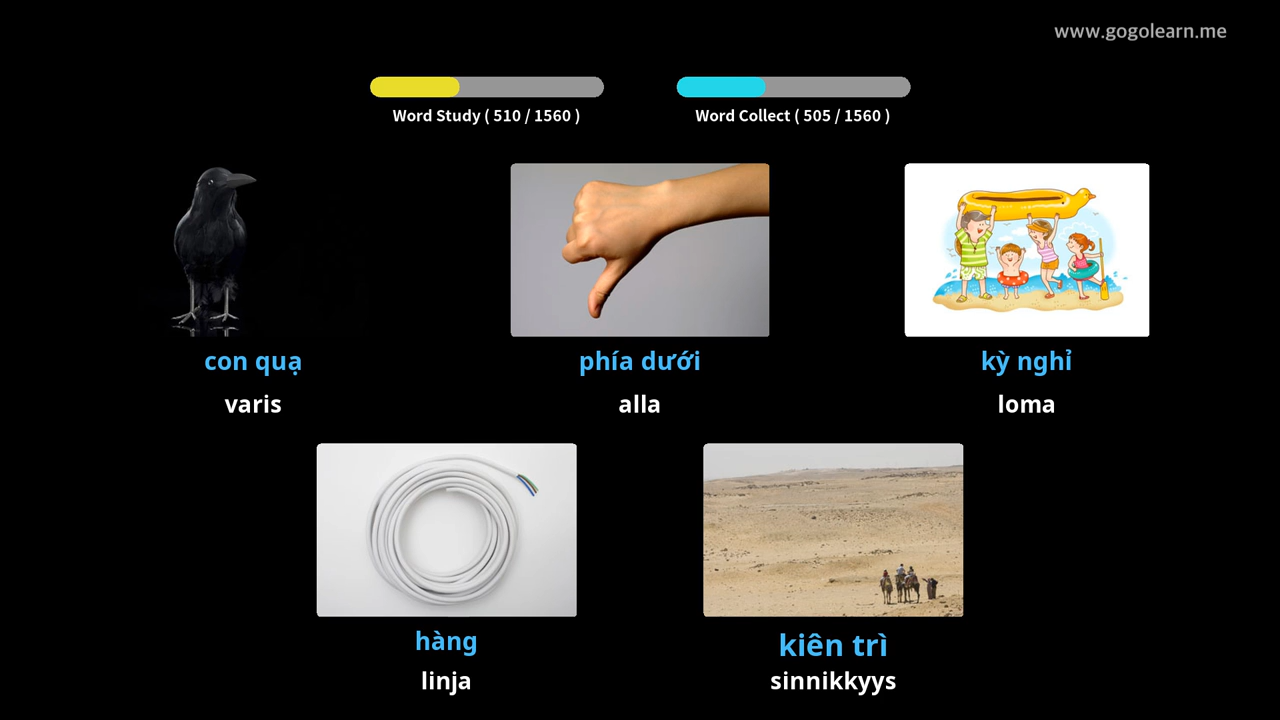 www.gogolearn.me
Word Study ( 510 / 1560 )
Word Collect ( 505 / 1560 )
con quạ
varis
phía dưới
alla
kỳ nghỉ
loma
hàng
linja
kiên trì
sinnikkyys